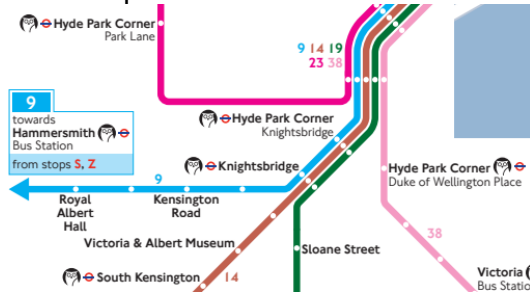 Hyde Park Corner
Park Lane
9 14 19
23 38
9
towards
Hammersmith
Bus Station
from stops S, Z
Hyde Park Corner
Knightsbridge
Knightsbridge
9
Royal
Albert
Hall
Kensington
Road
Hyde Park Corner
Duke of Wellington Place
Victoria & Albert Museum
Sloane Street
38
South Kensington
14
Victoria